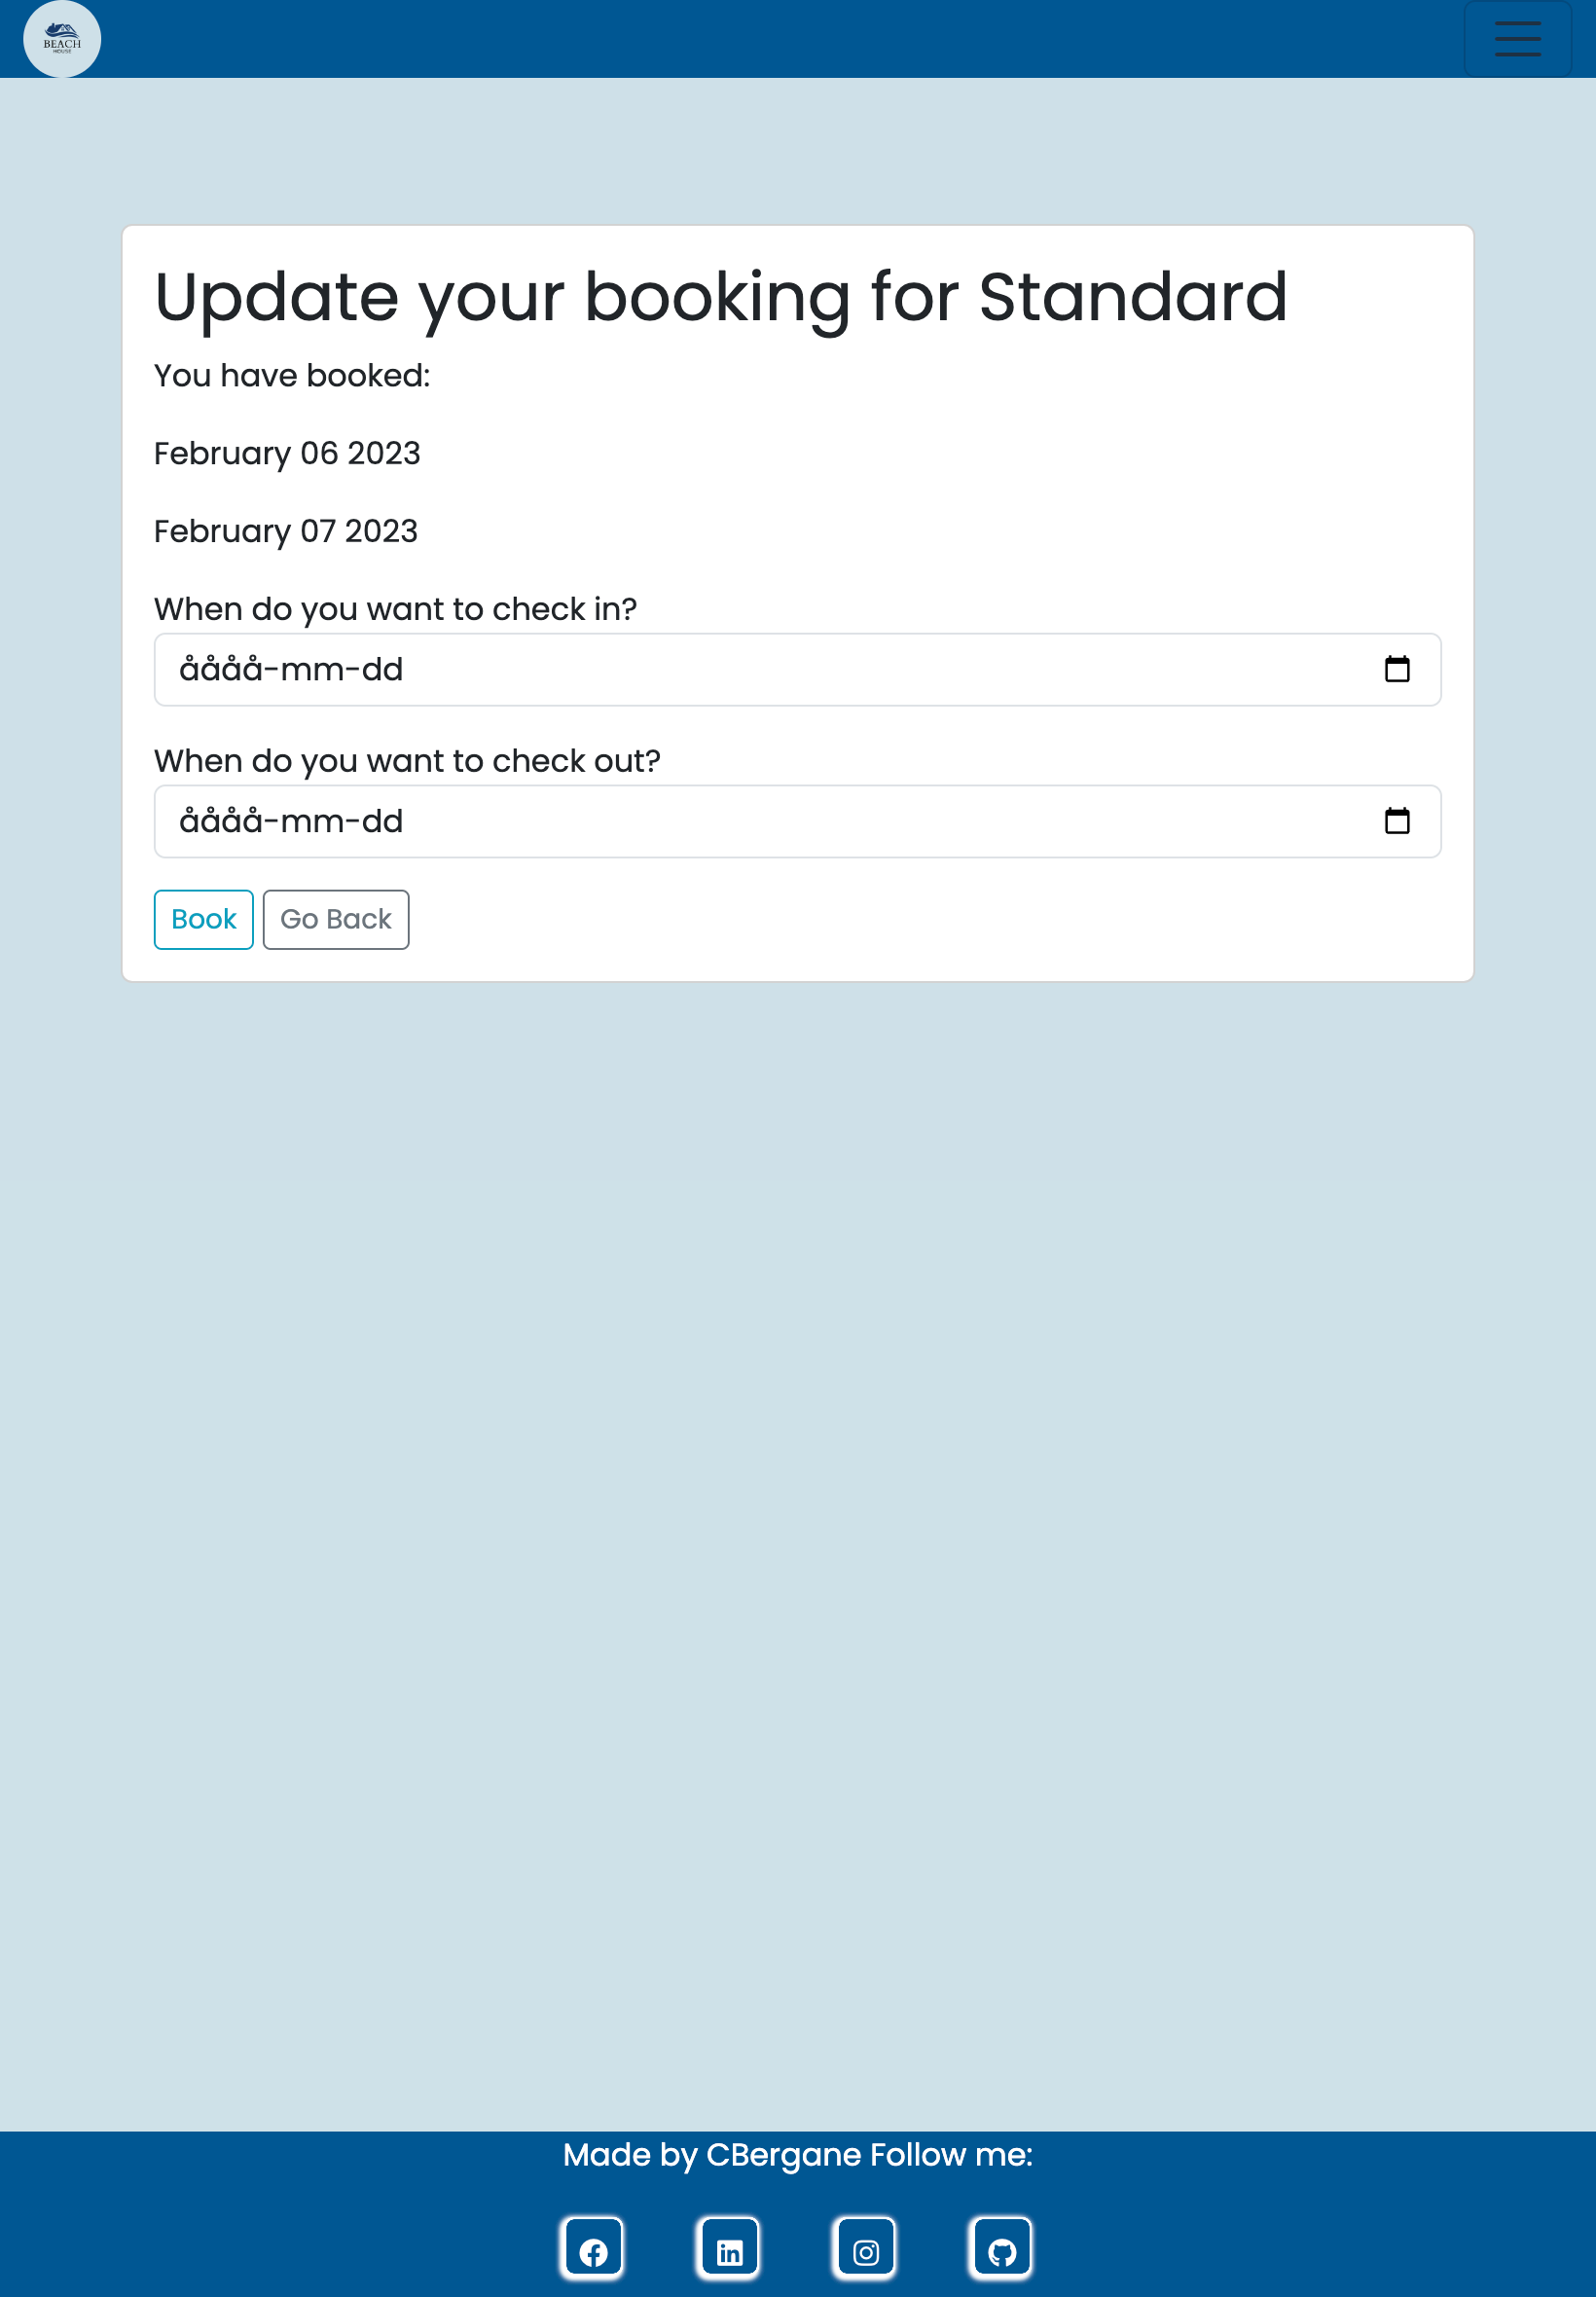 BEACH
HOUSE
Update your booking for Standard
You have booked:
February 06 2023
February 07 2023
When do you want to check in?
åååå-mm-dd
When do you want to check out?
åååå-mm-dd
Book Go Back
Made by CBergane Follow me: